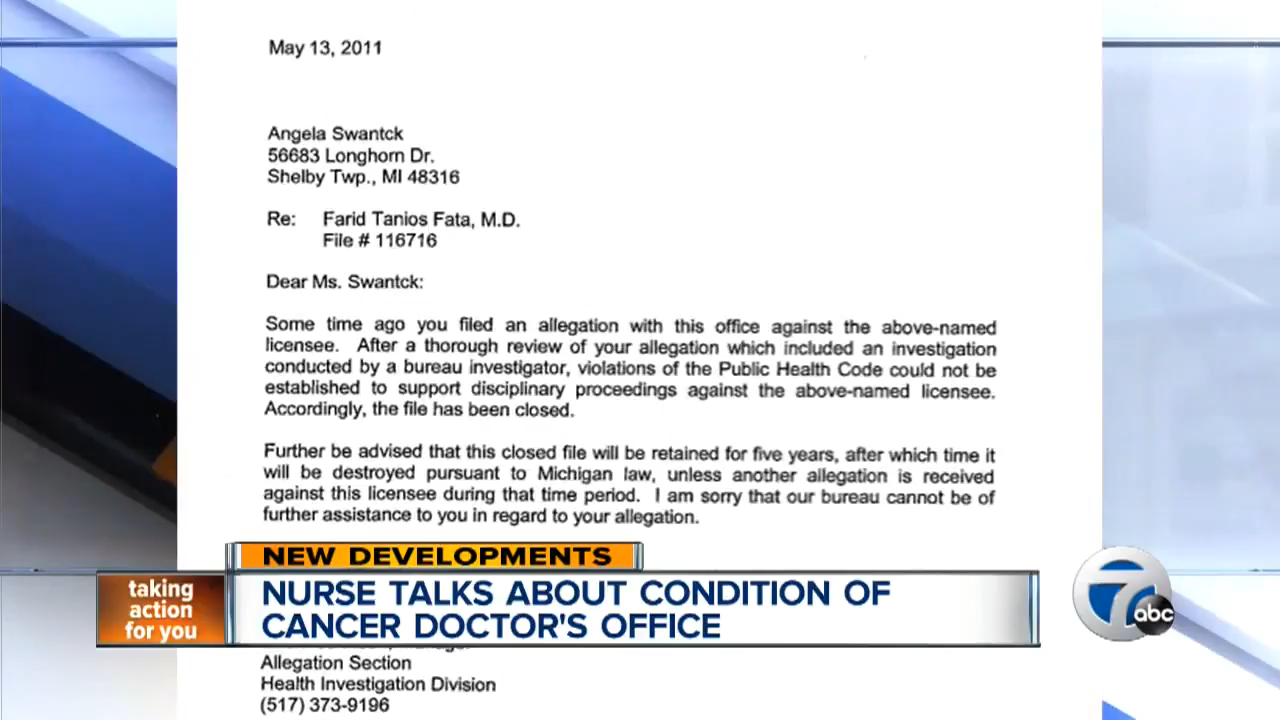 May 13, 2011
Angela Swantck
56683 Longhorn Dr.
Shelby Twp., MI 48316
Re: Farid Tanios Fata, M.D.
File # 116716
Dear Ms. Swantck:
Some time ago you filed an allegation with this office against the above-named
licensee. After a thorough review of your allegation which included an investigation
conducted by a bureau investigator, violations of the Public Health Code could not be
established to support disciplinary proceedings against the above-named licensee.
Accordingly, the file has been closed.
Further be advised that this closed file will be retained for five years, after which time it
will be destroyed pursuant to Michigan law, unless another allegation is received
against this licensee during that time period. I am sorry that our bureau cannot be of
further assistance to you in regard to your allegation.
NEW DEVELOPMENTS
taking
action
for you
NURSE TALKS ABOUT CONDITION OF
CANCER DOCTOR'S OFFICE
7
abc
Allegation Section
Health Investigation Division
(517) 373-9196